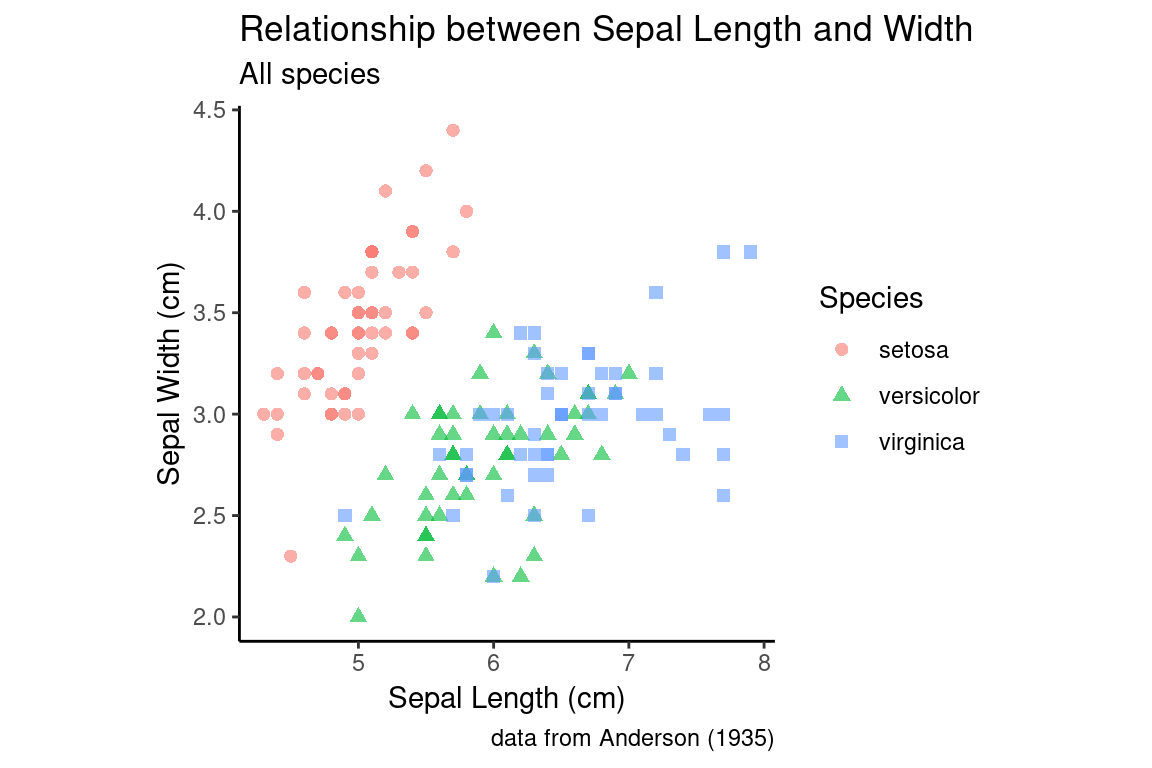 Relationship between Sepal Length and Width
All species
4.5
4.0
3.5
3.0
2.5
2.0
Sepal Width (cm)
5 6 7 8
Sepal Length (cm)
data from Anderson (1935)
Species
setosa
versicolor
virginica